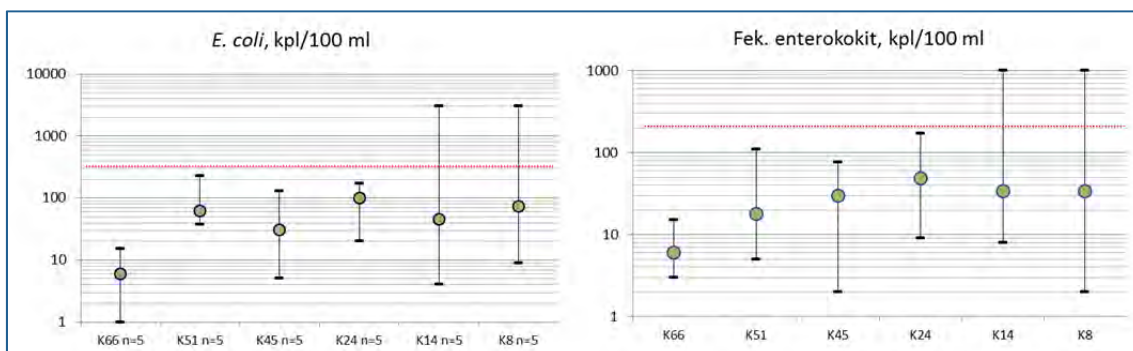 E. coli, kpl/100 ml
10000
1000
100
10
1
K66 n=5 K51 n=5 K45 n=5 K24 n=5 K14 n=5 K8 n=5
Fek. enterokokit, kpl/100 ml
1000
100
10
1
K66 K51 K45 K24 K14 K8